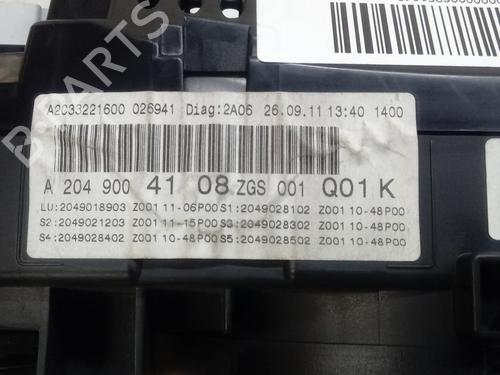 A2C33221600 026941 Diag:2A06 26.09.11 13:40 1400
A 204 900 41 08 ZGS 001 Q01 K
LU:2049018903 Z001 11-06P00 S1:2049028102 Z001 10-48P00
S2:2049021203 Z001 11-15P00 S3:2049028302 Z001 10-48P00
S4:2049028402 Z001 10-48P00 S5:2049028502 Z001 10-48P00
B-PARTS